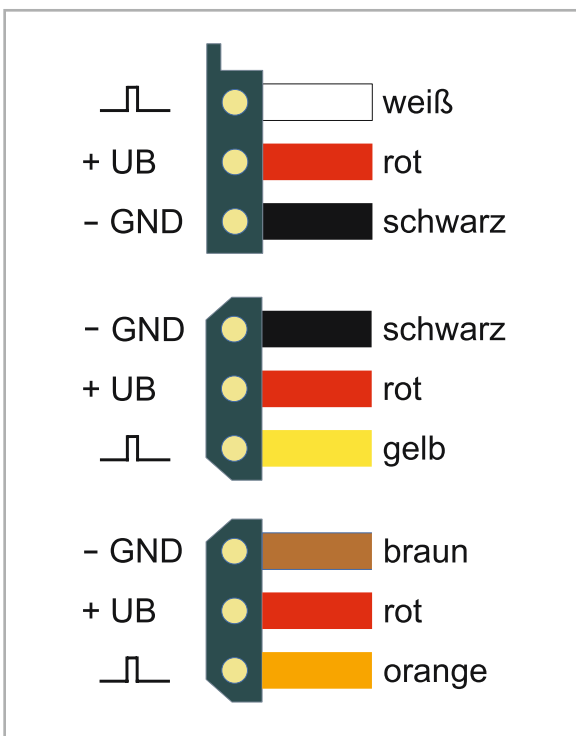 weiß
+ UB rot
– GND schwarz
– GND schwarz
+ UB rot
gelb
– GND braun
+ UB rot
orange